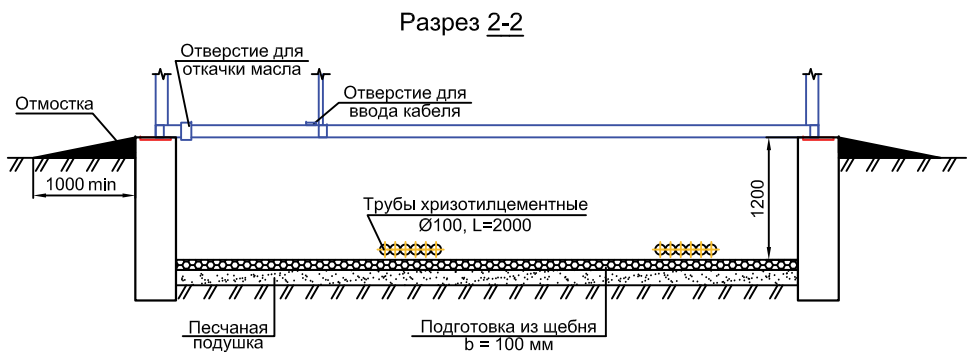 Разрез 2-2
Отверстие для
откачки масла
Отверстие для
ввода кабеля
Отмостка
1000 min
1200
Трубы хризотилцементные
Ø100, L=2000
Песчаная
подушка
Подготовка из щебня
b = 100 мм